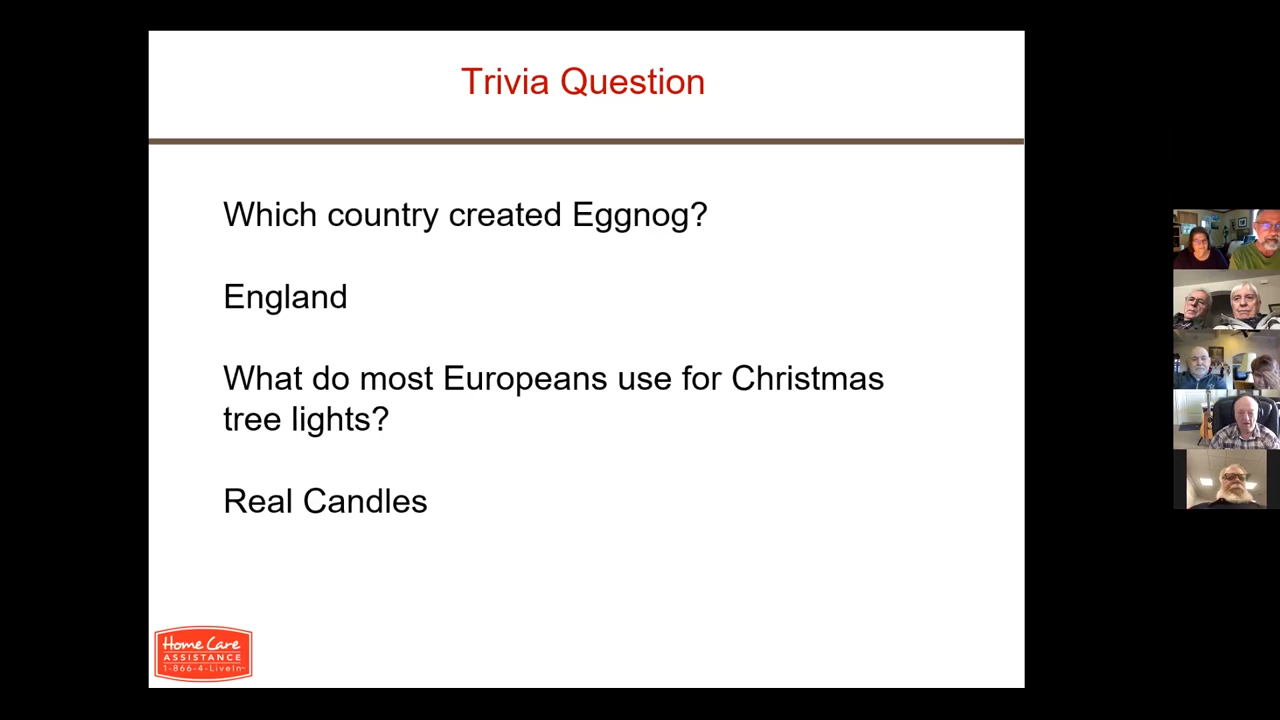 Trivia Question
Which country created Eggnog?
England
What do most Europeans use for Christmas
tree lights?
Real Candles
Home Care
ASSISTANCE
1-866-4-LiveIn